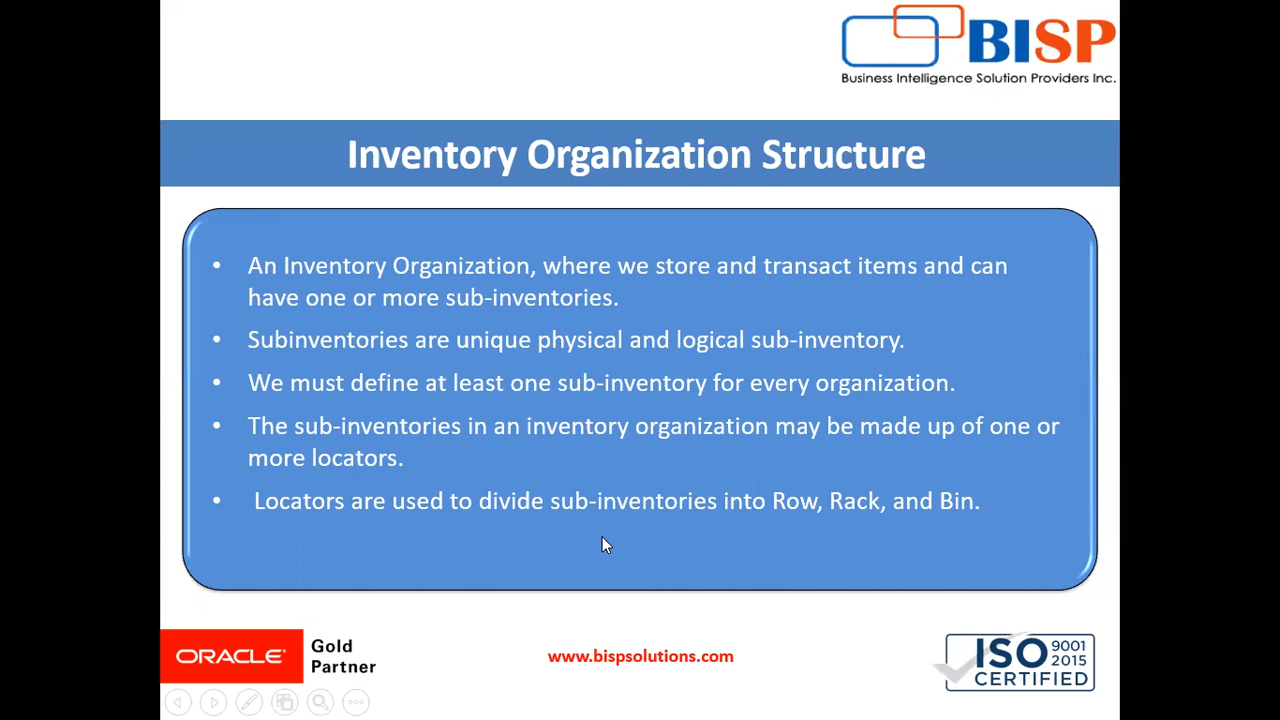 BISP
Business Intelligence Solution Providers Inc.
Inventory Organization Structure
• An Inventory Organization, where we store and transact items and can
have one or more sub-inventories.
• Subinventories are unique physical and logical sub-inventory.
• We must define at least one sub-inventory for every organization.
• The sub-inventories in an inventory organization may be made up of one or
more locators.
• Locators are used to divide sub-inventories into Row, Rack, and Bin.
ORACLE® Gold
Partner
www.bispsolutions.com
ISO 9001
2015
CERTIFIED